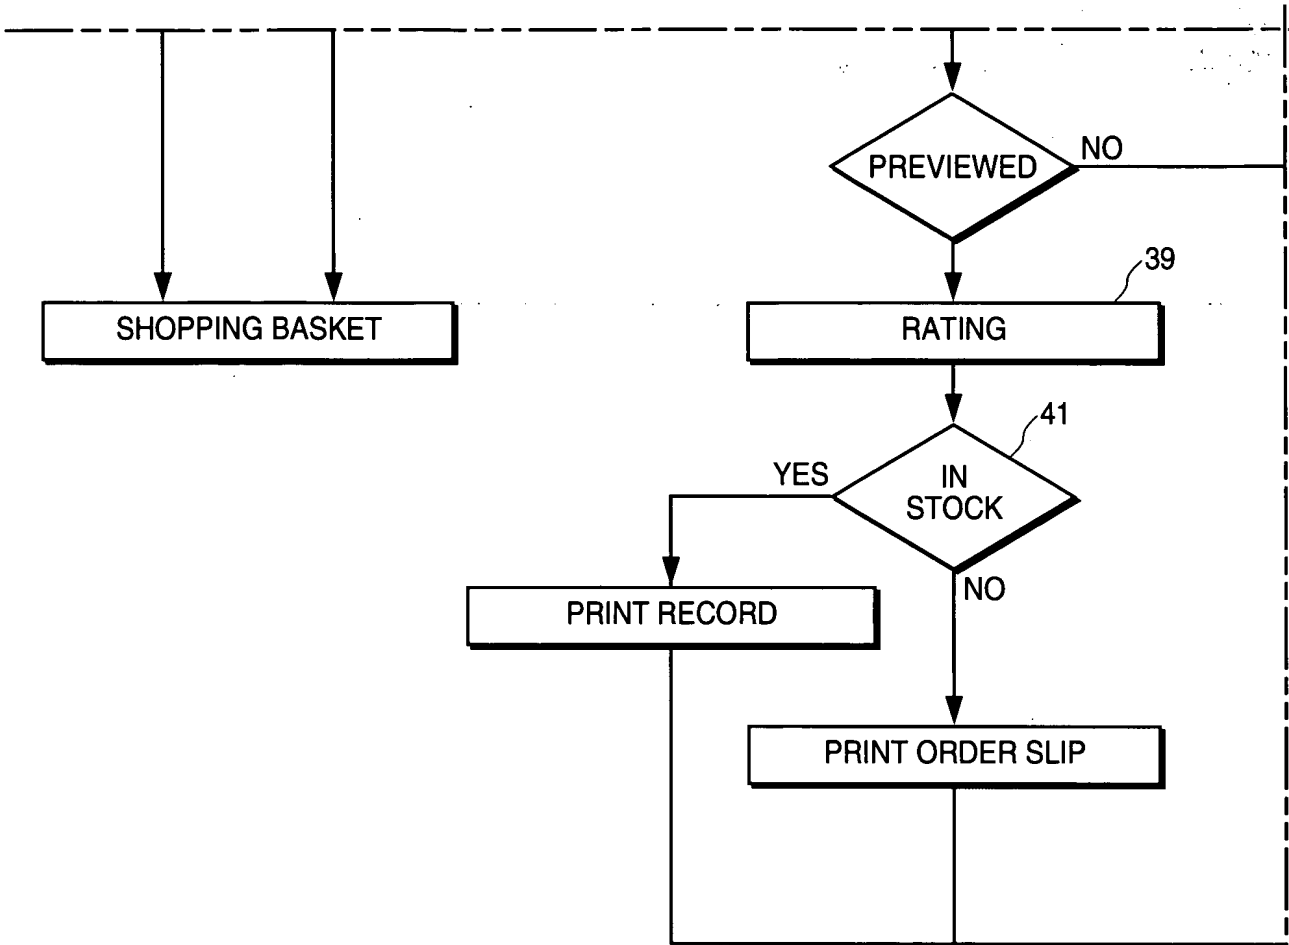 PREVIEWED
NO
39
SHOPPING BASKET
RATING
41
YES
IN
STOCK
NO
PRINT RECORD
PRINT ORDER SLIP